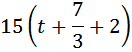 15(t + 7/3 + 2)